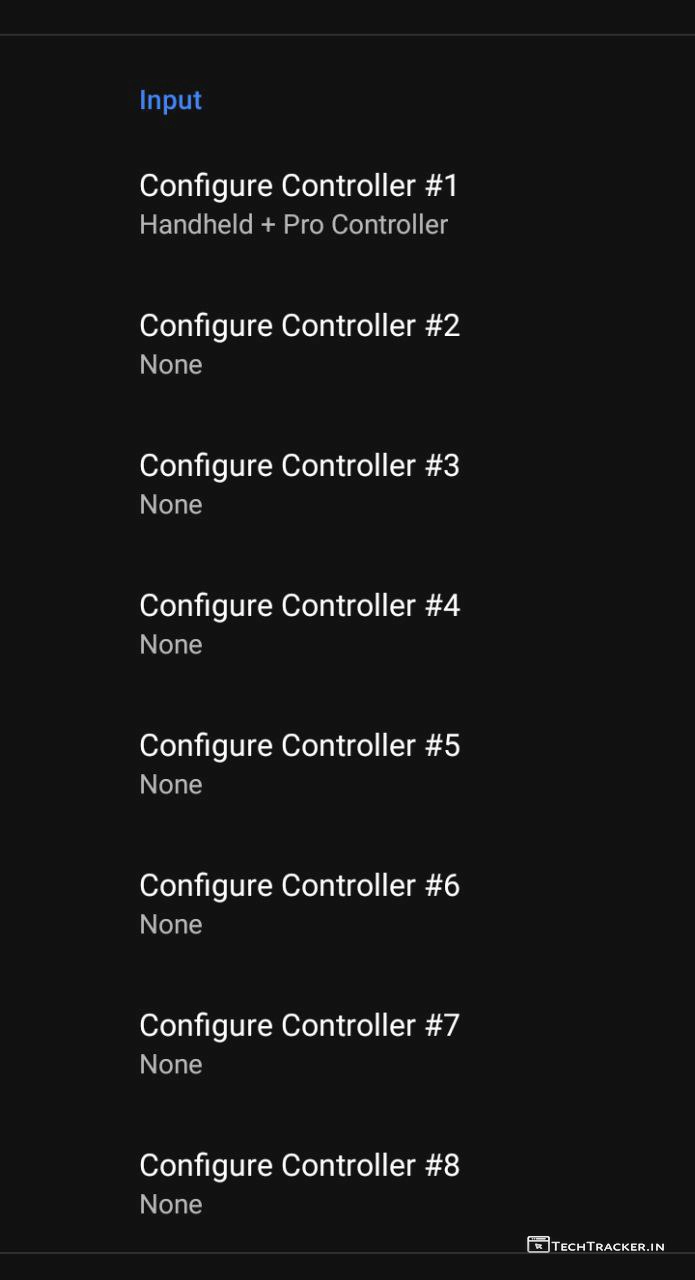 Input
Configure Controller #1
Handheld + Pro Controller
Configure Controller #2
None
Configure Controller #3
None
Configure Controller #4
None
Configure Controller #5
None
Configure Controller #6
None
Configure Controller #7
None
Configure Controller #8
None
TECHTRACKER.IN